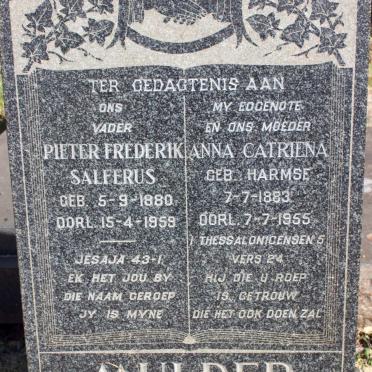 TER GEDAGTENIS AAN
ONS
VADER
PIETER FREDERIK
SALFERUS
GEB. 5-9-1880
OORL. 15-4-1959
JESAJA 43-1
EK HET JOU BY
DIE NAAM GEROEP
JY IS MYNE
MY EGGENOTE
EN ONS MOEDER
ANNA CATRIENA
GEB. HARMSE
7-7-1883
OORL. 7-7-1955
1 THESSALONICENSEN 5
VERS 24
HIJ DIE U ROEP
IS GETROUW
DIE HET OOK DOEN ZAL
MULDER